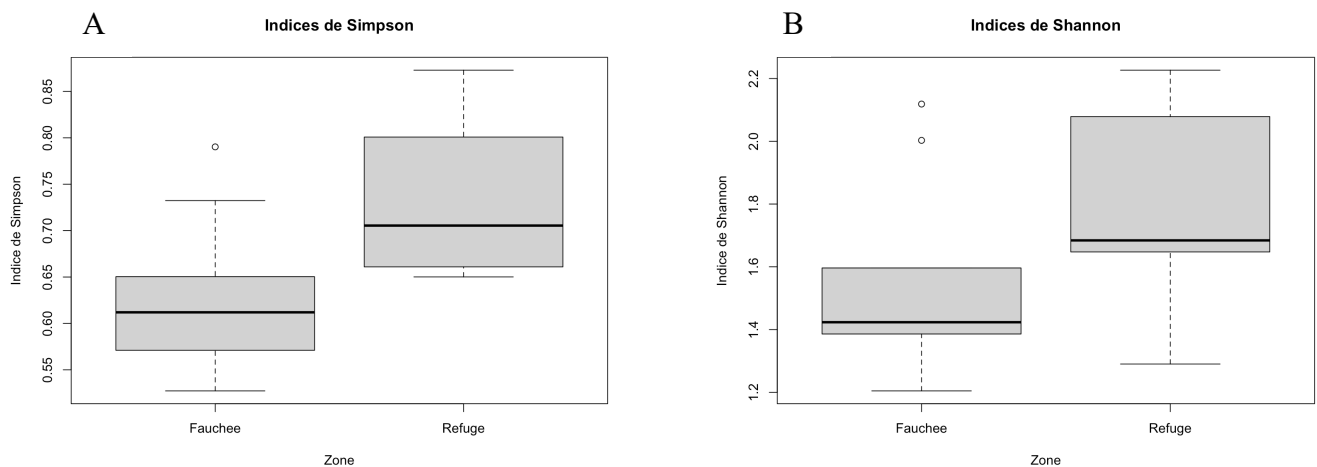 A
Indices de Simpson
Indice de Simpson
0.85
0.80
0.75
0.70
0.65
0.60
0.55
Fauchee
Refuge
Zone
B
Indices de Shannon
Indice de Shannon
2.2
2.0
1.8
1.6
1.4
1.2
Fauchee
Refuge
Zone